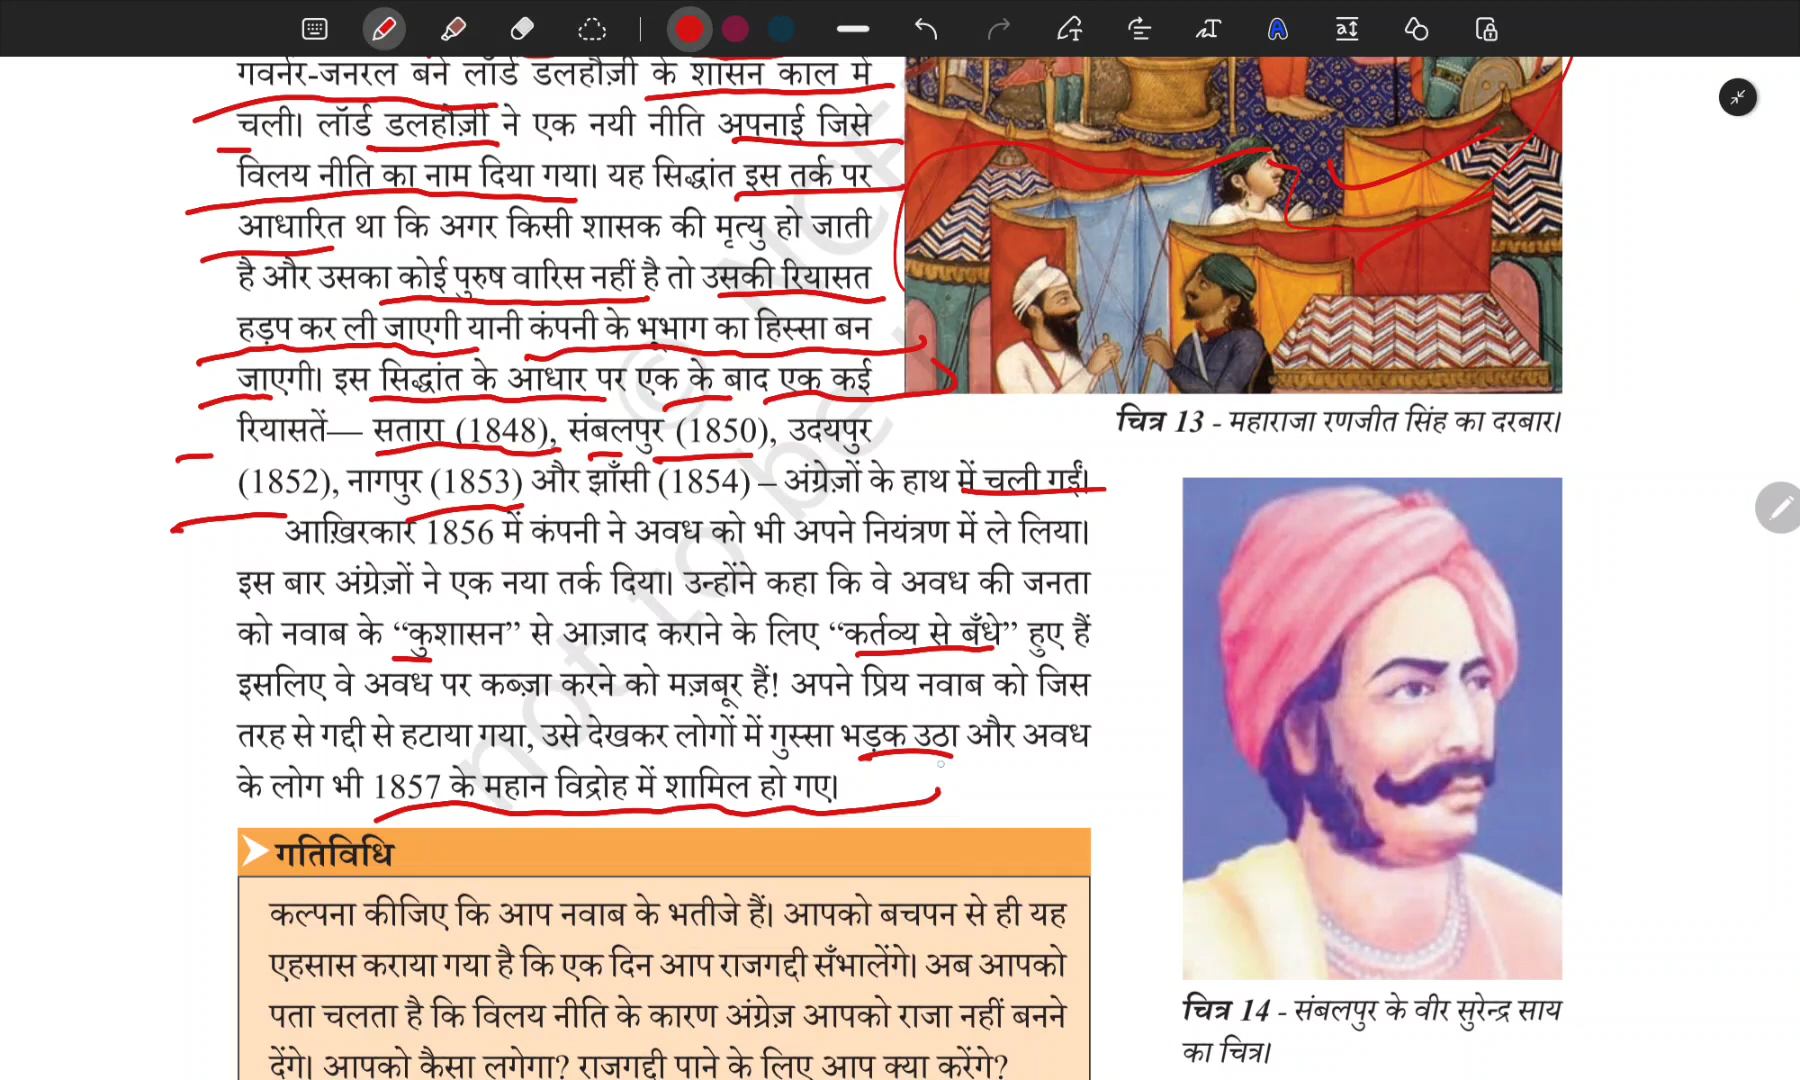 गवर्नर-जनरल बने लॉर्ड डलहौज़ी के शासन काल में
चली। लॉर्ड डलहौज़ी ने एक नयी नीति अपनाई जिसे
विलय नीति का नाम दिया गया। यह सिद्धांत इस तर्क पर
आधारित था कि अगर किसी शासक की मृत्यु हो जाती
है और उसका कोई पुरुष वारिस नहीं है तो उसकी रियासत
हड़प कर ली जाएगी यानी कंपनी के भूभाग का हिस्सा बन
जाएगी। इस सिद्धांत के आधार पर एक के बाद एक कई
रियासतें— सतारा (1848), संबलपुर (1850), उदयपुर
(1852), नागपुर (1853) और झाँसी (1854) – अंग्रेज़ों के हाथ में चली गईं।
आख़िरकार 1856 में कंपनी ने अवध को भी अपने नियंत्रण में ले लिया।
इस बार अंग्रेज़ों ने एक नया तर्क दिया। उन्होंने कहा कि वे अवध की जनता
को नवाब के “कुशासन” से आज़ाद कराने के लिए “कर्तव्य से बँधे” हुए हैं
इसलिए वे अवध पर कब्ज़ा करने को मज़बूर हैं! अपने प्रिय नवाब को जिस
तरह से गद्दी से हटाया गया, उसे देखकर लोगों में गुस्सा भड़क उठा और अवध
के लोग भी 1857 के महान विद्रोह में शामिल हो गए।
चित्र 13 - महाराजा रणजीत सिंह का दरबार।
चित्र 14 - संबलपुर के वीर सुरेन्द्र साय
का चित्र।
गतिविधि
कल्पना कीजिए कि आप नवाब के भतीजे हैं। आपको बचपन से ही यह
एहसास कराया गया है कि एक दिन आप राजगद्दी सँभालेंगे। अब आपको
पता चलता है कि विलय नीति के कारण अंग्रेज़ आपको राजा नहीं बनने
देंगे। आपको कैसा लगेगा? राजगद्दी पाने के लिए आप क्या करेंगे?
not to be